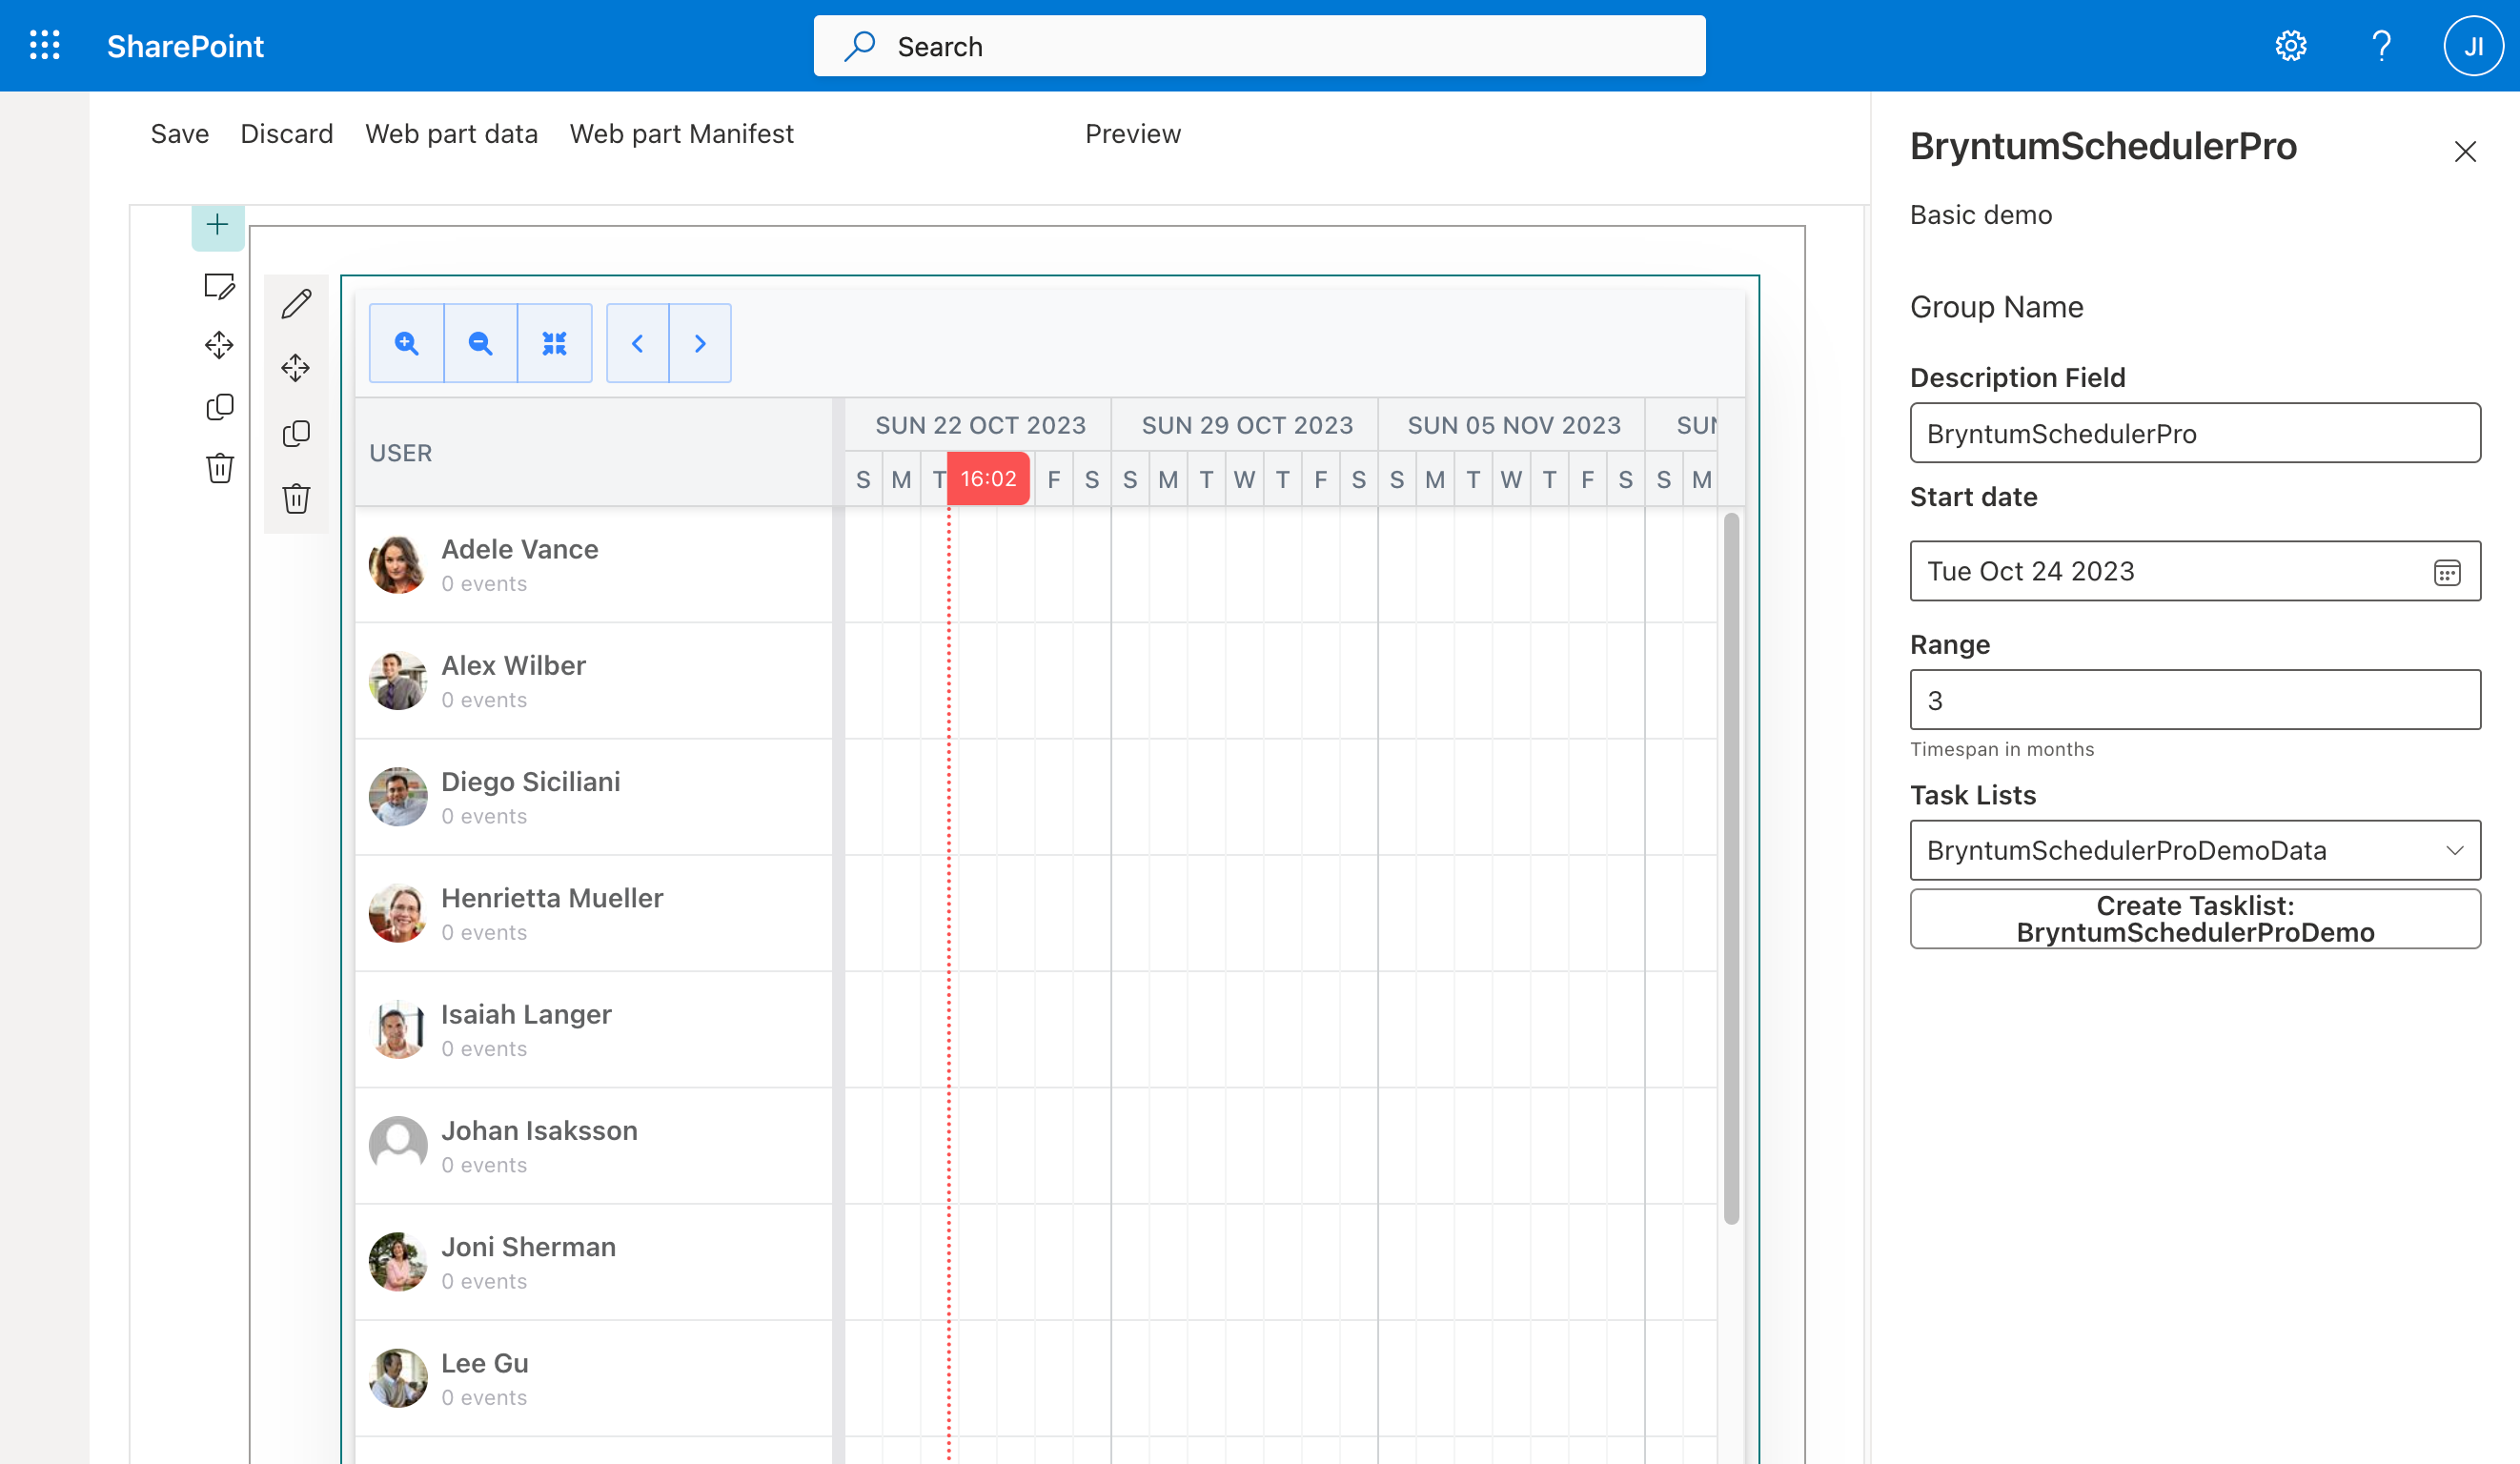 SharePoint
Search
JI
Save Discard Web part data Web part Manifest Preview
USER
SUN 22 OCT 2023 SUN 29 OCT 2023 SUN 05 NOV 2023 SUN
S M T 16:02 F S S M T W T F S S M T W T F S S M
Adele Vance
0 events
Alex Wilber
0 events
Diego Siciliani
0 events
Henrietta Mueller
0 events
Isaiah Langer
0 events
Johan Isaksson
0 events
Joni Sherman
0 events
Lee Gu
0 events
BryntumSchedulerPro
Basic demo
Group Name
Description Field
BryntumSchedulerPro
Start date
Tue Oct 24 2023
Range
3
Timespan in months
Task Lists
BryntumSchedulerProDemoData
Create Tasklist:
BryntumSchedulerProDemo